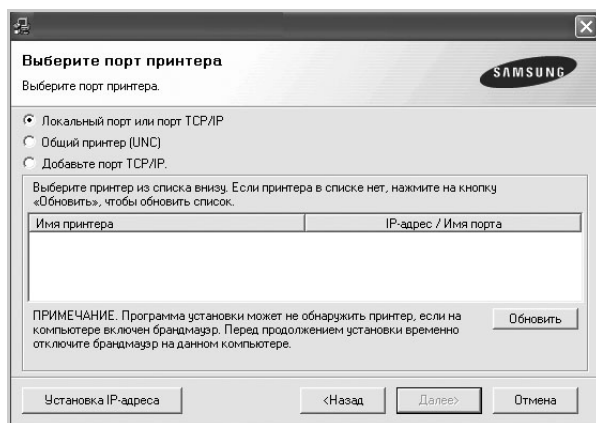 Выберите порт принтера
Выберите порт принтера.
SAMSUNG
Локальный порт или порт TCP/IP
Общий принтер (UNC)
Добавьте порт TCP/IP.
Выберите принтер из списка внизу. Если принтера в списке нет, нажмите на кнопку
«Обновить», чтобы обновить список.
Имя принтера IP-адрес / Имя порта
ПРИМЕЧАНИЕ. Программа установки может не обнаружить принтер, если на
компьютере включен брандмауэр. Перед продолжением установки временно
отключите брандмауэр на данном компьютере.
Обновить
Установка IP-адреса <Назад Далее> Отмена